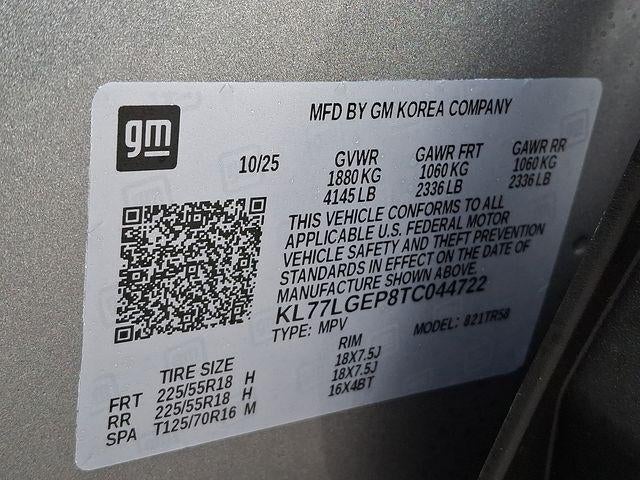 gm
MFD BY GM KOREA COMPANY
10/25
GVWR
1880 KG
4145 LB
GAWR FRT
1060 KG
2336 LB
GAWR RR
1060 KG
2336 LB
THIS VEHICLE CONFORMS TO ALL
APPLICABLE U.S. FEDERAL MOTOR
VEHICLE SAFETY AND THEFT PREVENTION
STANDARDS IN EFFECT ON THE DATE OF
MANUFACTURE SHOWN ABOVE.
KL77LGEP8TC044722
TYPE: MPV MODEL: 821TR58
TIRE SIZE RIM
FRT 225/55R18 H 18X7.5J
RR 225/55R18 H 18X7.5J
SPA T125/70R16 M 16X4BT